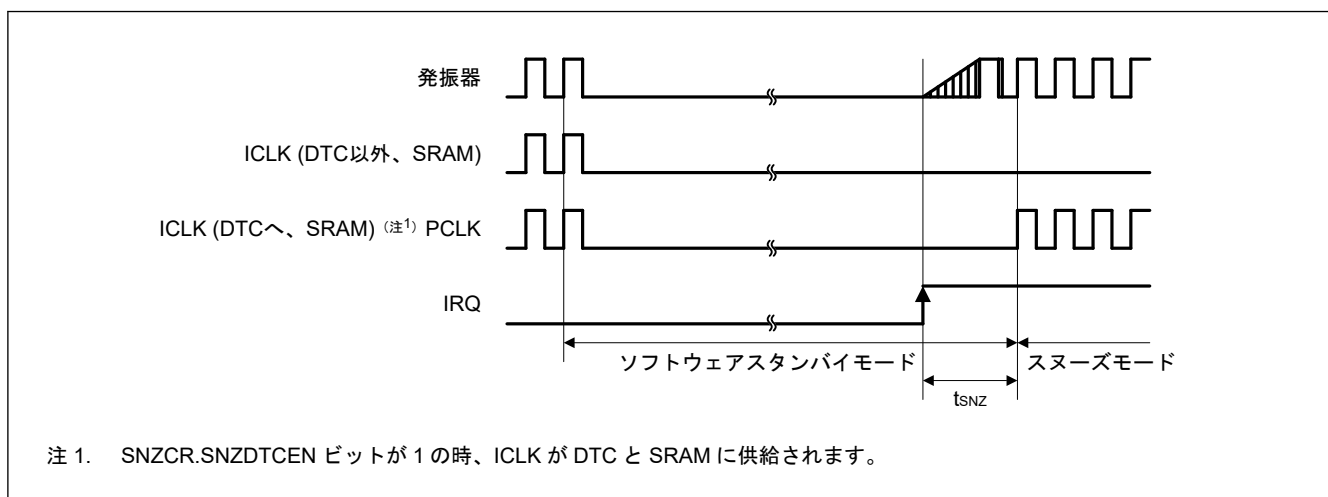 発振器
ICLK (DTC以外、SRAM)
ICLK (DTCへ、SRAM) (注1) PCLK
IRQ
ソフトウェアスタンバイモード
スヌーズモード
tSNZ
注 1. SNZCR.SNZDTCEN ビットが 1 の時、ICLK が DTC と SRAM に供給されます。